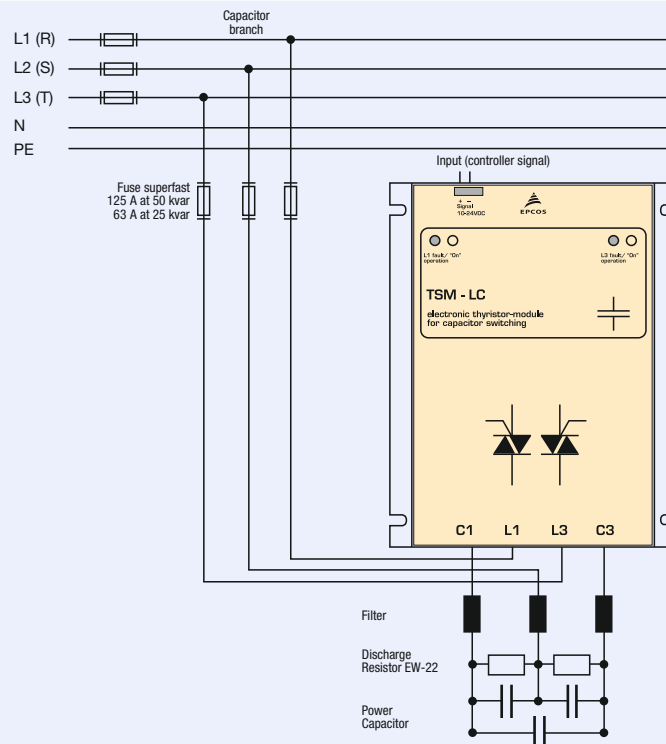 Capacitor
branch
L1 (R)
L2 (S)
L3 (T)
N
PE
Fuse superfast
125 A at 50 kvar
63 A at 25 kvar
Input (controller signal)
+ –
Signal
10-24VDC
EPCOS
L1 fault/ "On"
operation
L3 fault/ "On"
operation
TSM - LC
electronic thyristor-module
for capacitor switching
C1 L1 L3 C3
Filter
Discharge
Resistor EW-22
Power
Capacitor